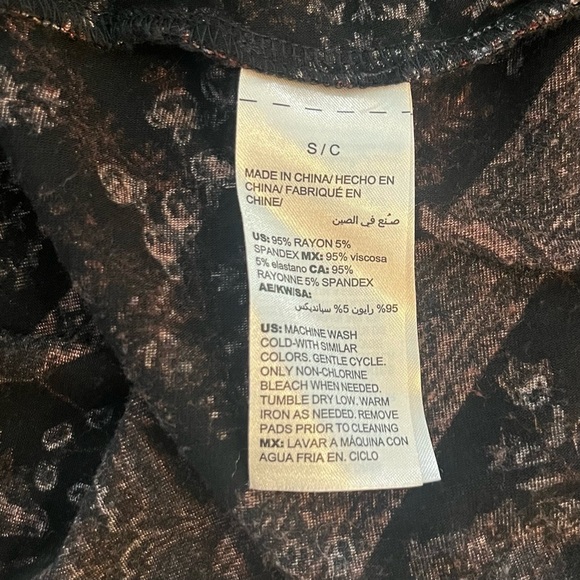 S / C
MADE IN CHINA/ HECHO EN
CHINA/ FABRIQUÉ EN
CHINE/
صُنع في الصين
US: 95% RAYON 5%
SPANDEX MX: 95% viscosa
5% elastano CA: 95%
RAYONNE 5% SPANDEX
AE/KW/SA:
95% رايون 5% سبانديكس
US: MACHINE WASH
COLD-WITH SIMILAR
COLORS. GENTLE CYCLE.
ONLY NON-CHLORINE
BLEACH WHEN NEEDED.
TUMBLE DRY LOW. WARM
IRON AS NEEDED. REMOVE
PADS PRIOR TO CLEANING
MX: LAVAR A MÁQUINA CON
AGUA FRIA EN. CICLO